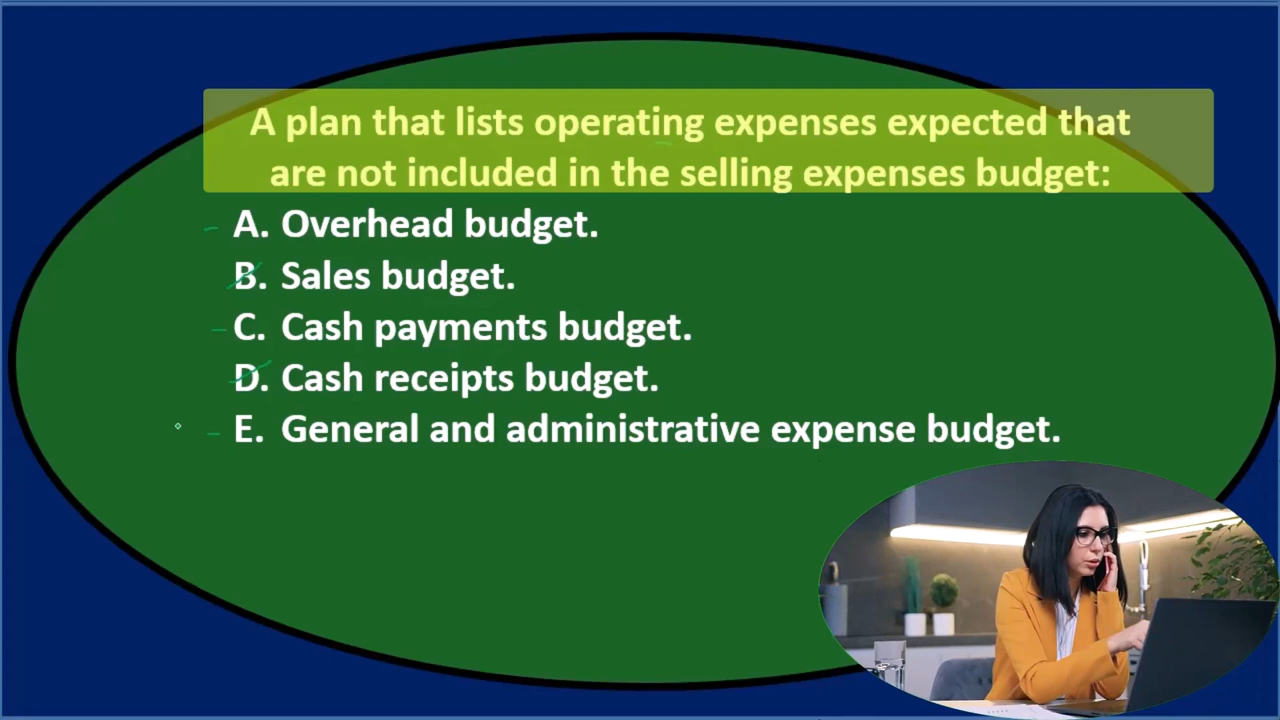 A plan that lists operating expenses expected that
are not included in the selling expenses budget:
A. Overhead budget.
B. Sales budget.
C. Cash payments budget.
D. Cash receipts budget.
E. General and administrative expense budget.